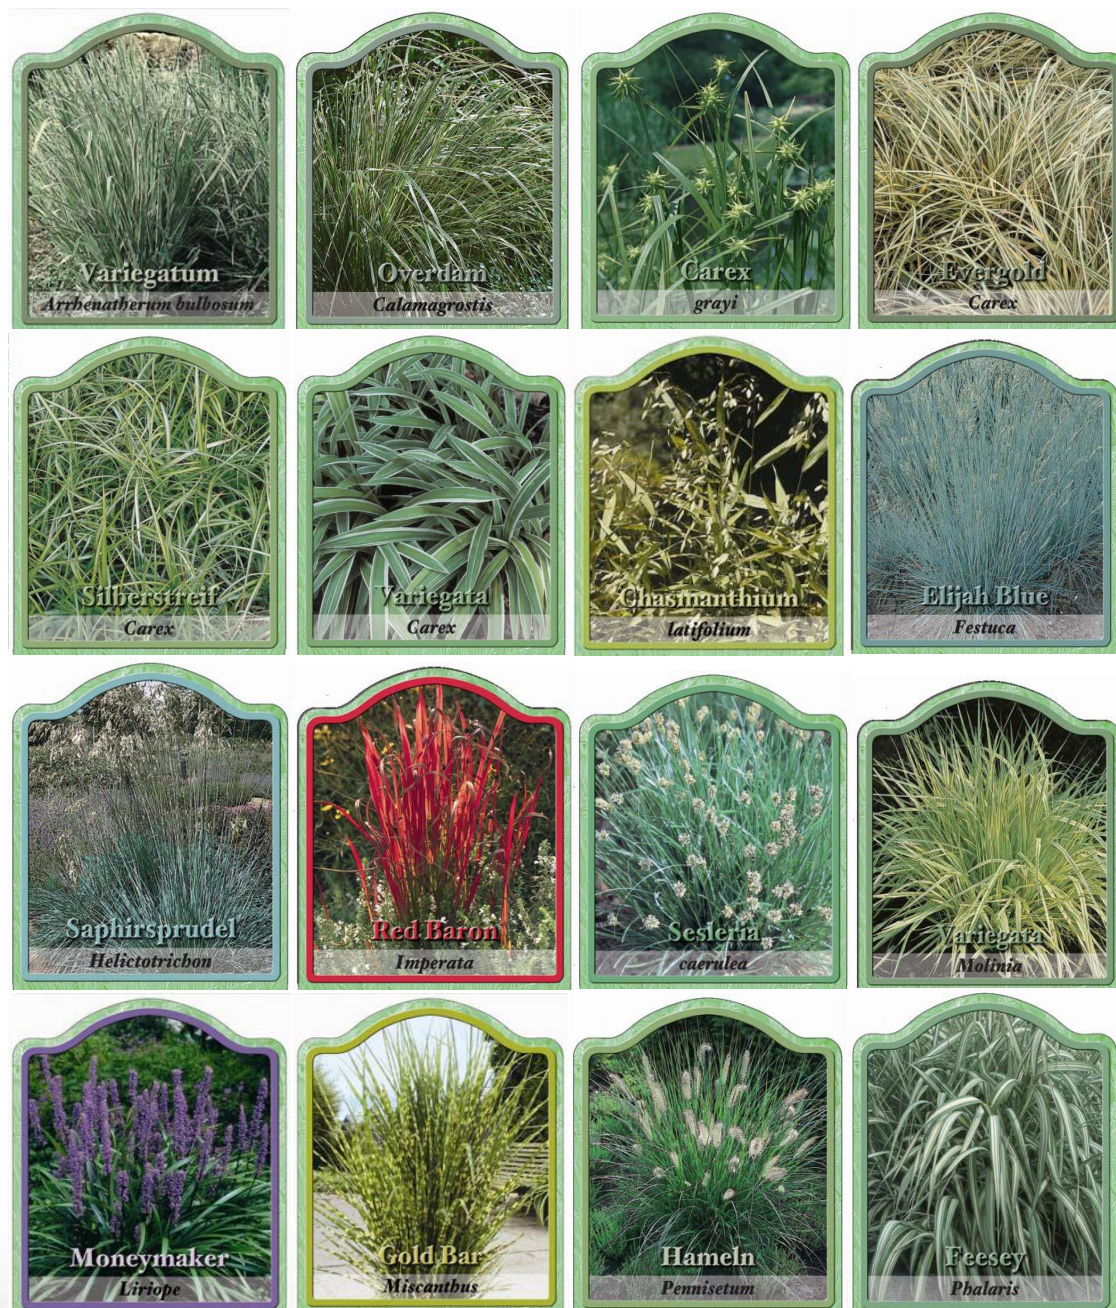 Variegatum
Arrhenatherum bulbosum
Overdam
Calamagrostis
Carex
grayi
Evergold
Carex
Silberstreif
Carex
Variegata
Carex
Chasmanthium
latifolium
Elijah Blue
Festuca
Saphirsprudel
Helictotrichon
Red Baron
Imperata
Sesleria
caerulea
Variegata
Molinia
Moneymaker
Liriope
Gold Bar
Miscanthus
Hameln
Pennisetum
Feesey
Phalaris